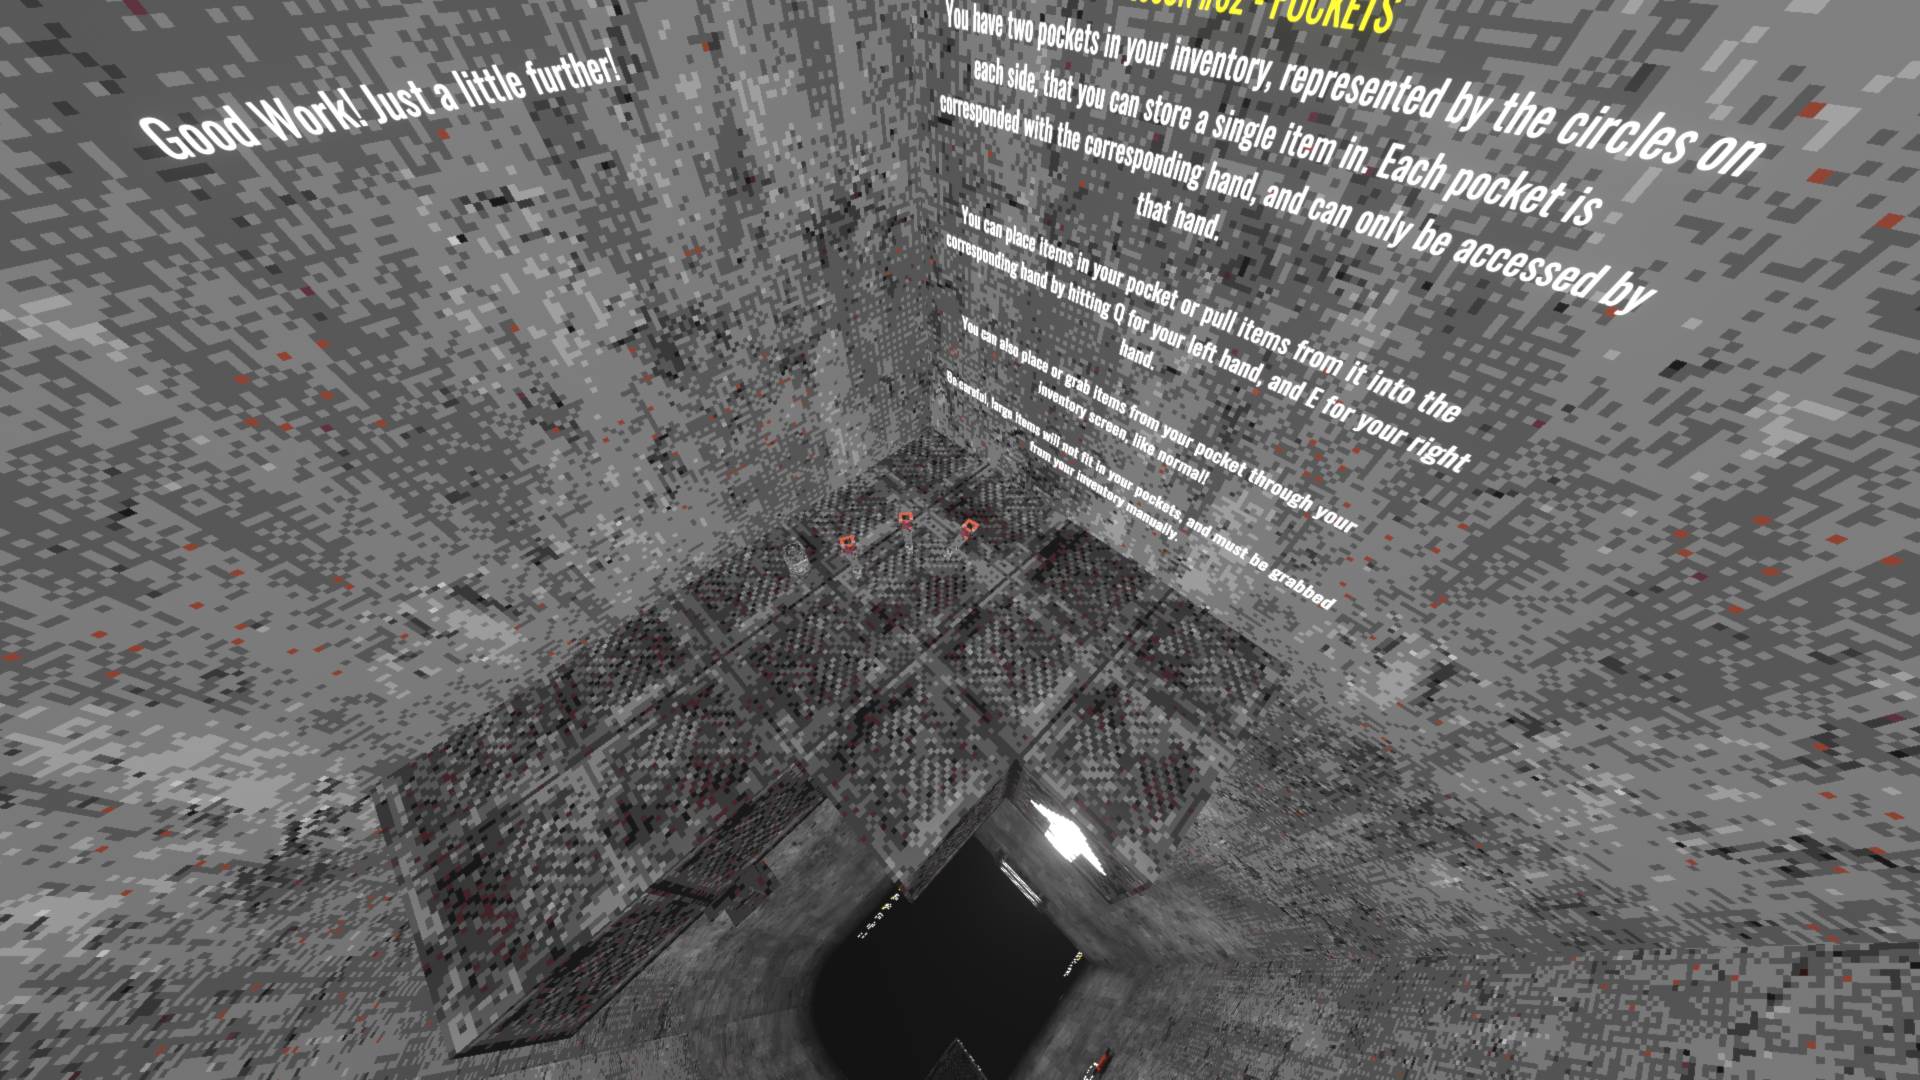 Good Work! Just a little further!
#02 - POCKETS
You have two pockets in your inventory, represented by the circles on
each side, that you can store a single item in. Each pocket is
corresponded with the corresponding hand, and can only be accessed by
that hand.
You can place items in your pocket or pull items from it into the
corresponding hand by hitting Q for your left hand, and E for your right
hand.
You can also place or grab items from your pocket through your
inventory screen, like normal!
Be careful, large items will not fit in your pockets, and must be grabbed
from your inventory manually.